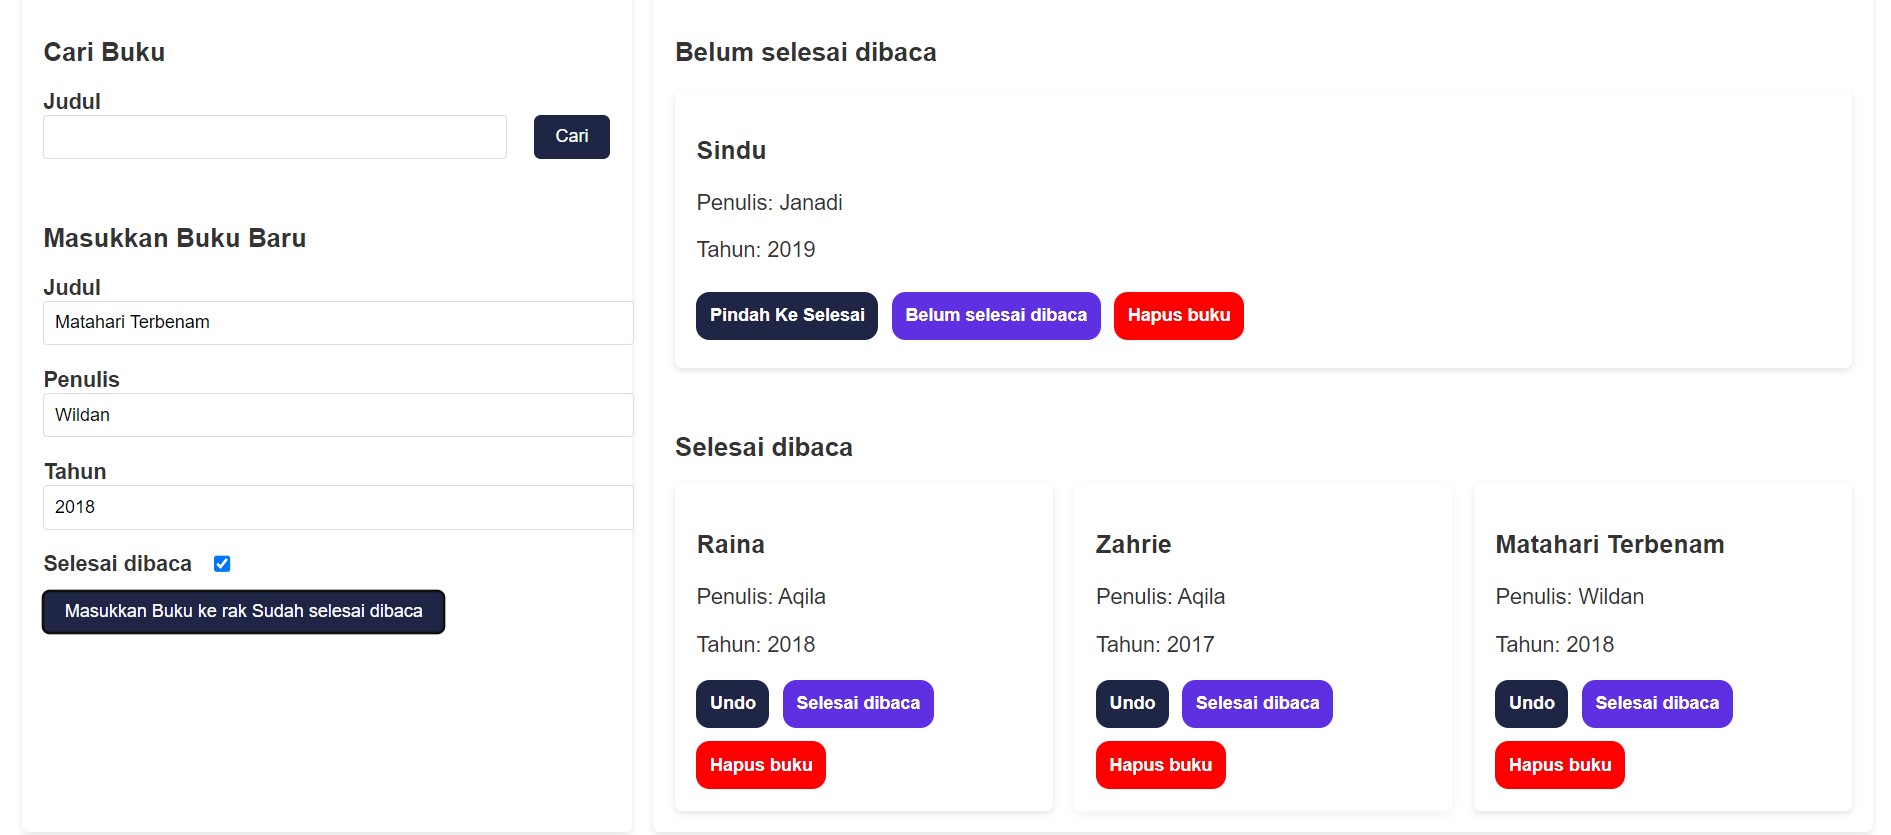 Cari Buku
Judul
Cari
Masukkan Buku Baru
Judul
Matahari Terbenam
Penulis
Wildan
Tahun
2018
Selesai dibaca
Masukkan Buku ke rak Sudah selesai dibaca
Belum selesai dibaca
Sindu
Penulis: Janadi
Tahun: 2019
Pindah Ke Selesai Belum selesai dibaca Hapus buku
Selesai dibaca
Raina
Penulis: Aqila
Tahun: 2018
Undo Selesai dibaca
Hapus buku
Zahrie
Penulis: Aqila
Tahun: 2017
Undo Selesai dibaca
Hapus buku
Matahari Terbenam
Penulis: Wildan
Tahun: 2018
Undo Selesai dibaca
Hapus buku